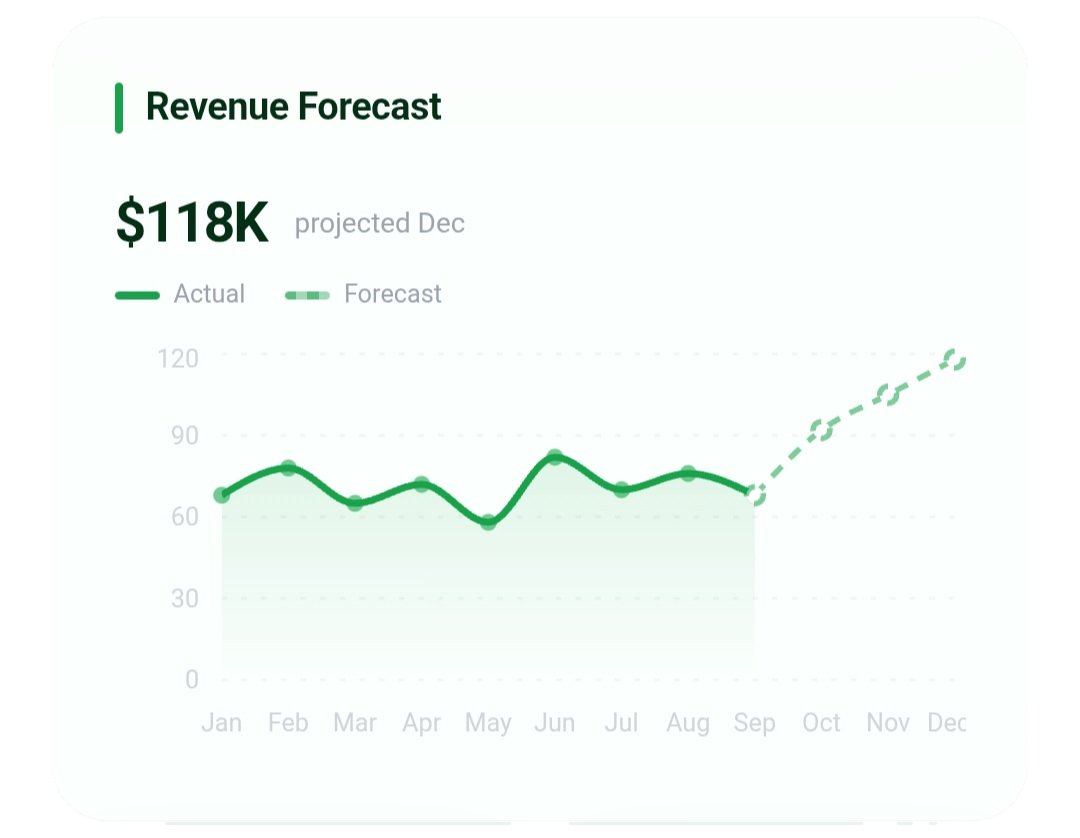 Revenue Forecast
$118K projected Dec
Actual Forecast
120
90
60
30
0
Jan Feb Mar Apr May Jun Jul Aug Sep Oct Nov Dec